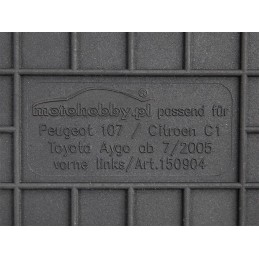 motohobby.pl passend für
Peugeot 107 / Citroen C1
Toyota Aygo ab 7/2005
vorne links/Art.150904